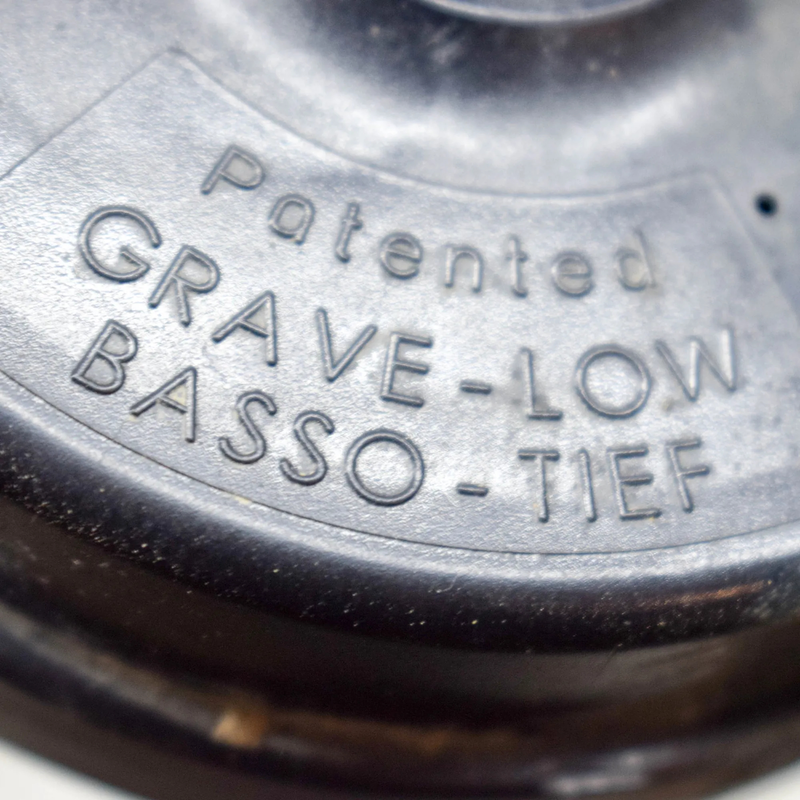 Patented
GRAVE-LOW
BASSO-TIEF